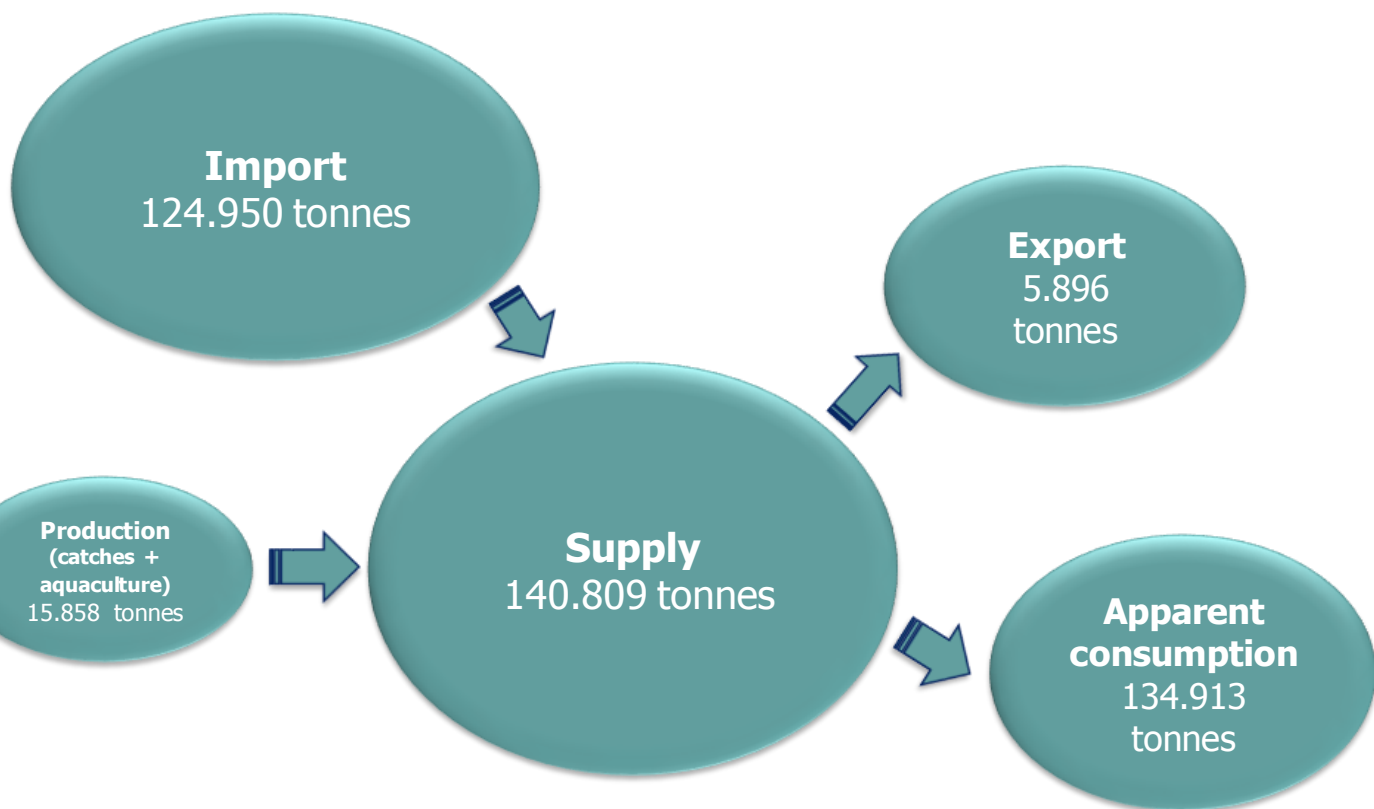 Import
124.950 tonnes
Export
5.896
tonnes
Production
(catches +
aquaculture)
15.858 tonnes
Supply
140.809 tonnes
Apparent
consumption
134.913
tonnes